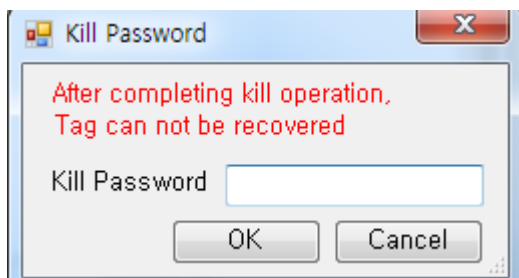 Kill Password
After completing kill operation,
Tag can not be recovered
Kill Password
OK Cancel